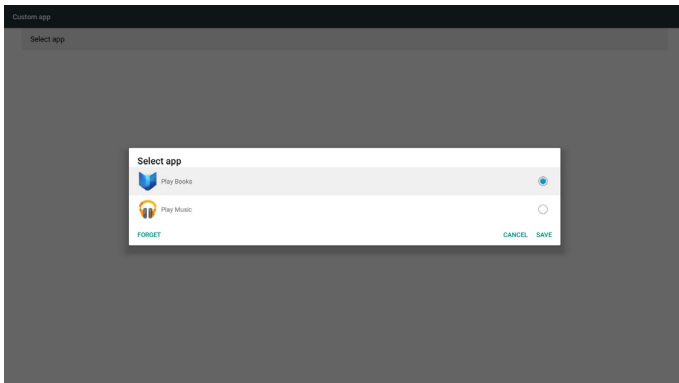 Custom app
Select app
Select app
Play Books
Play Music
FORGET CANCEL SAVE